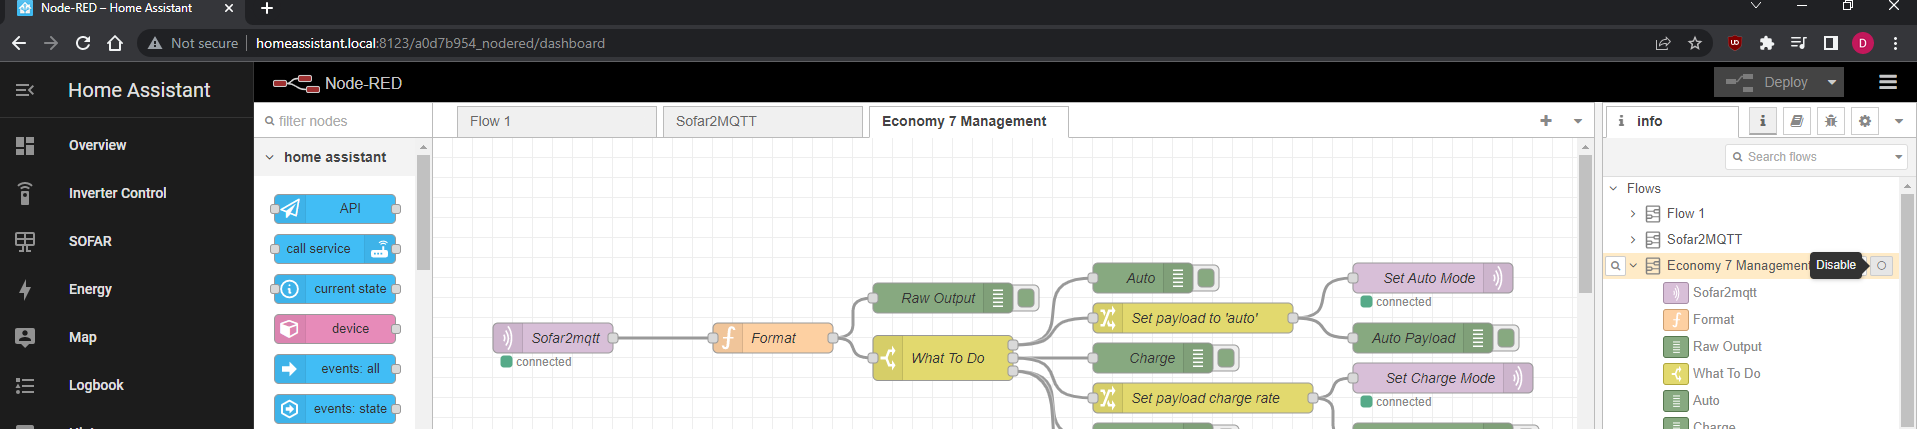 Node-RED – Home Assistant
Not secure
homeassistant.local:8123/a0d7b954_nodered/dashboard
D
Home Assistant
Node-RED
Deploy
Overview
Inverter Control
SOFAR
Energy
Map
Logbook
filter nodes
home assistant
API
call service
current state
device
events: all
events: state
Flow 1
Sofar2MQTT
Economy 7 Management
Sofar2mqtt
connected
Format
Raw Output
What To Do
Auto
Set payload to 'auto'
Charge
Set payload charge rate
Set Auto Mode
connected
Auto Payload
Set Charge Mode
connected
info
Search flows
Flows
Flow 1
Sofar2MQTT
Economy 7 Management
Disable
Sofar2mqtt
Format
Raw Output
What To Do
Auto
Charge